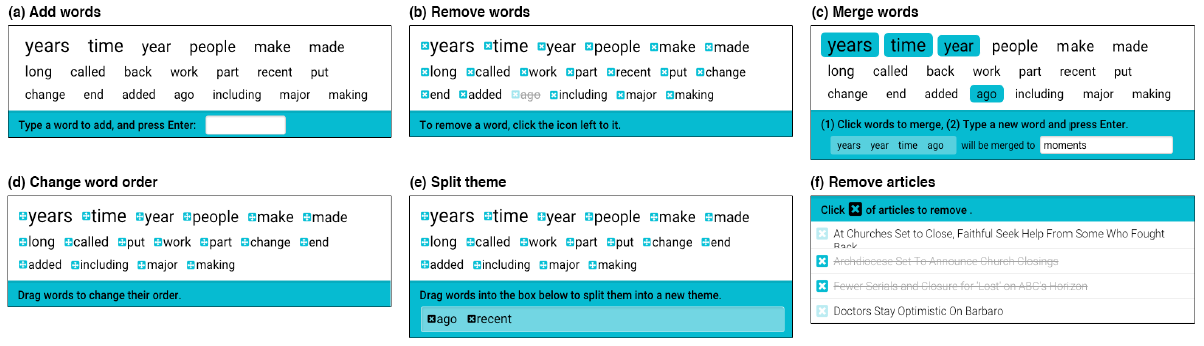 (a) Add words
years time year people make made
long called back work part recent put
change end added ago including major making
Type a word to add, and press Enter:
(b) Remove words
years time year people make made
long called work part recent put change
end added ago including major making
To remove a word, click the icon left to it.
(c) Merge words
years time year people make made
long called back work part recent put
change end added ago including major making
(1) Click words to merge, (2) Type a new word and press Enter.
years year time ago will be merged to moments
(d) Change word order
years time year people make made
long called put work part change end
added including major making
Drag words to change their order.
(e) Split theme
years time year people make made
long called work part put change end
added including major making
Drag words into the box below to split them into a new theme.
ago recent
(f) Remove articles
Click of articles to remove .
At Churches Set to Close, Faithful Seek Help From Some Who Fought
Back
Archdiocese Set To Announce Church Closings
Fewer Serials and Closure for 'Lost' on ABC's Horizon
Doctors Stay Optimistic On Barbaro